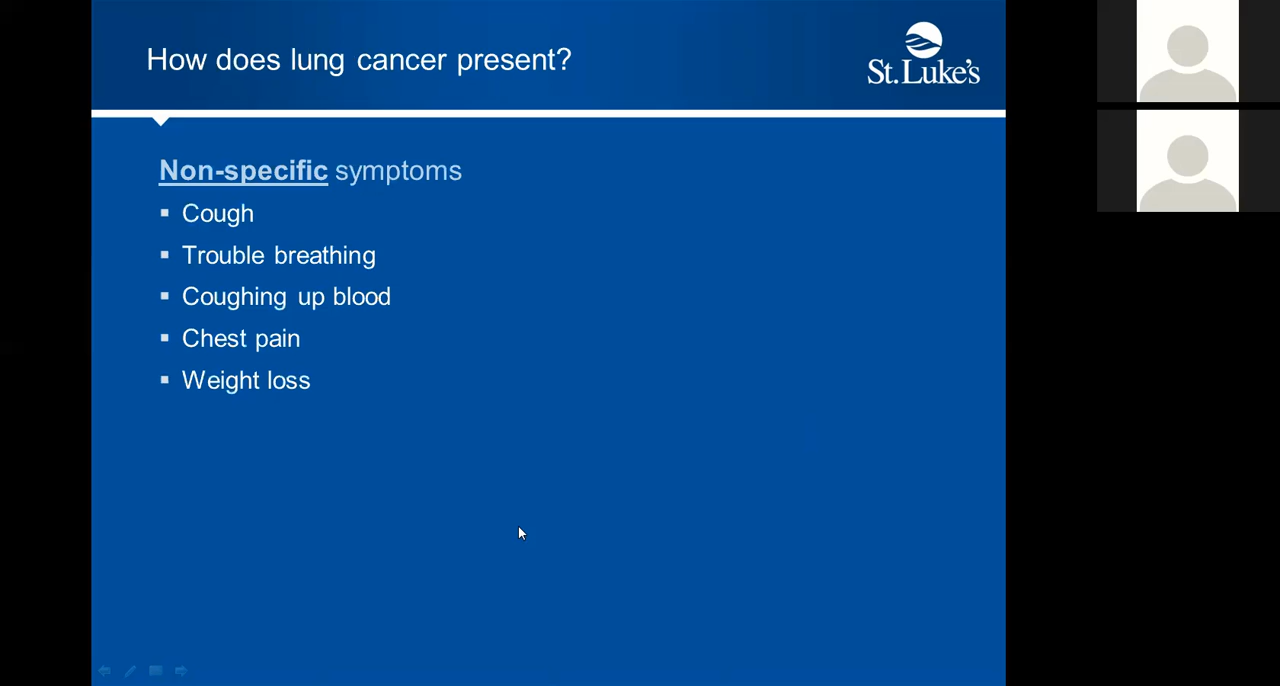 How does lung cancer present?
St. Luke's
Non-specific symptoms
Cough
Trouble breathing
Coughing up blood
Chest pain
Weight loss